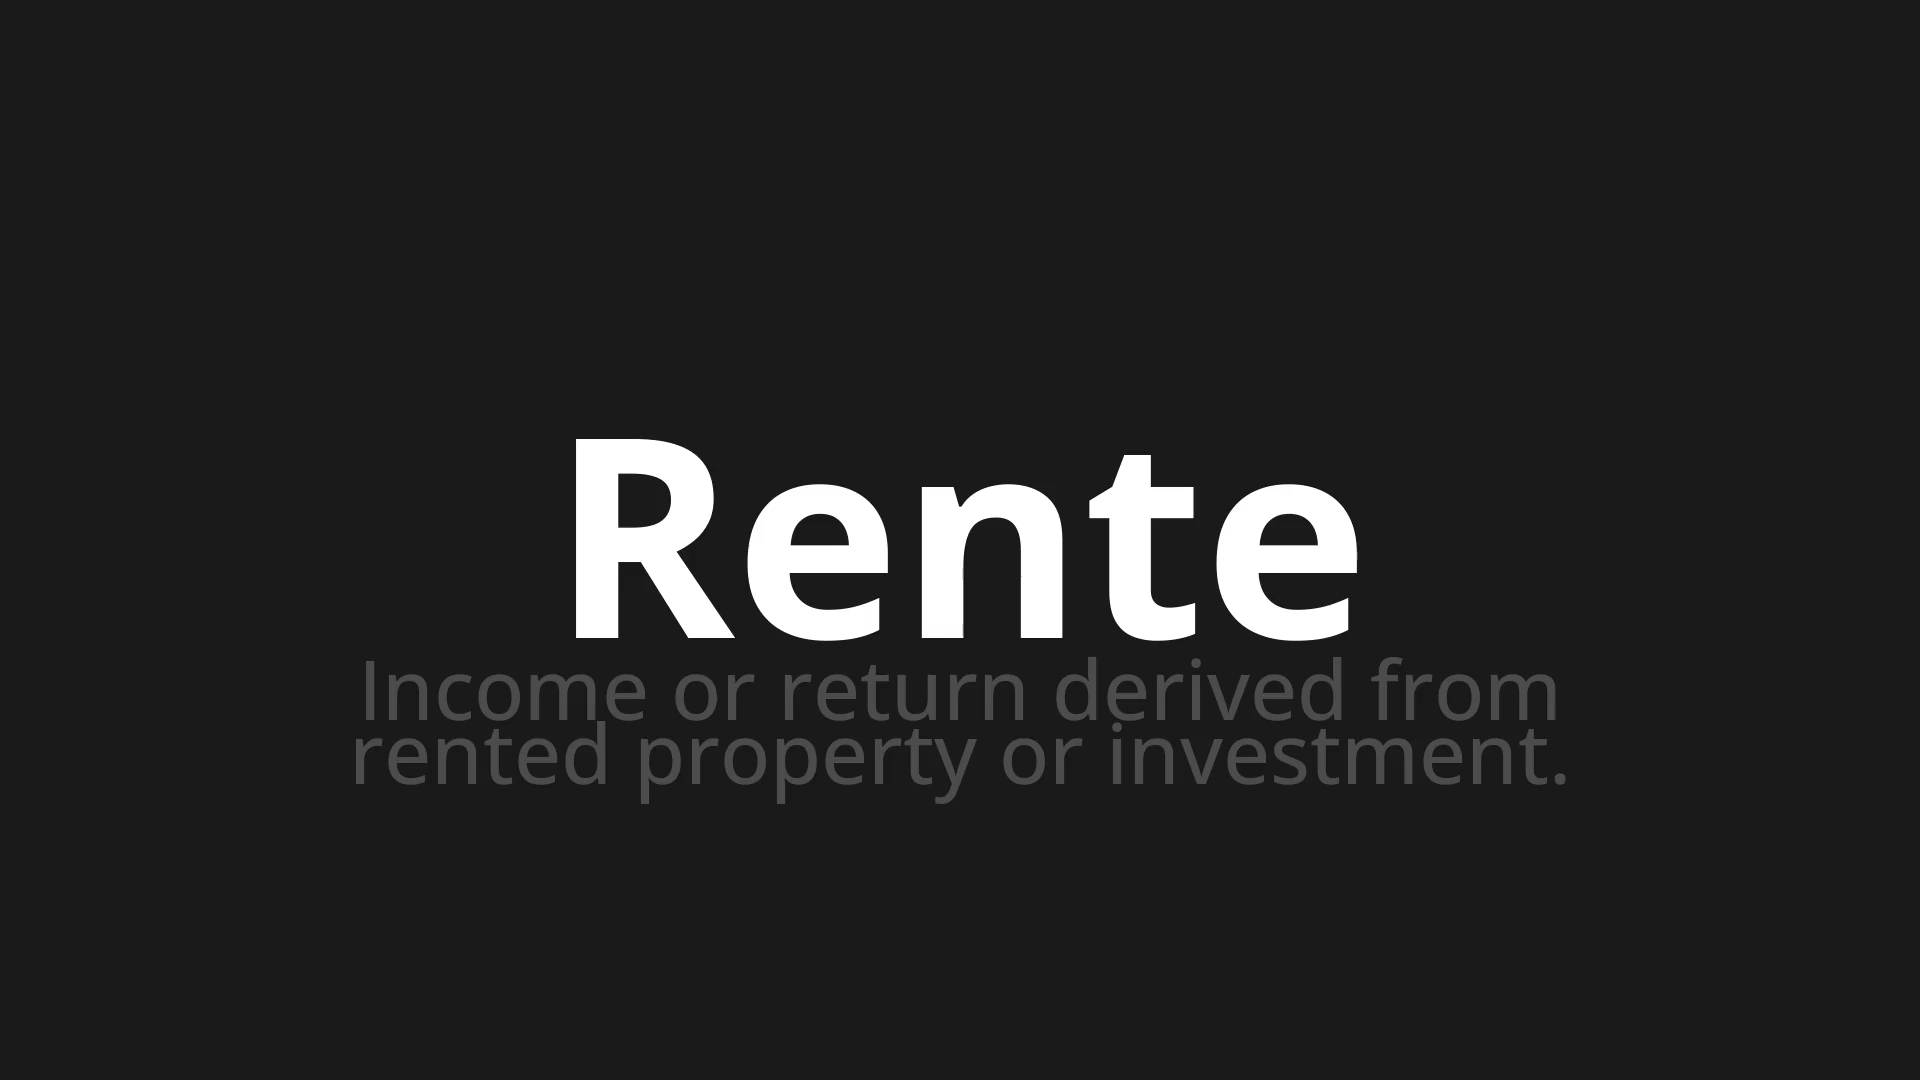 Rente
Income or return derived from
rented property or investment.